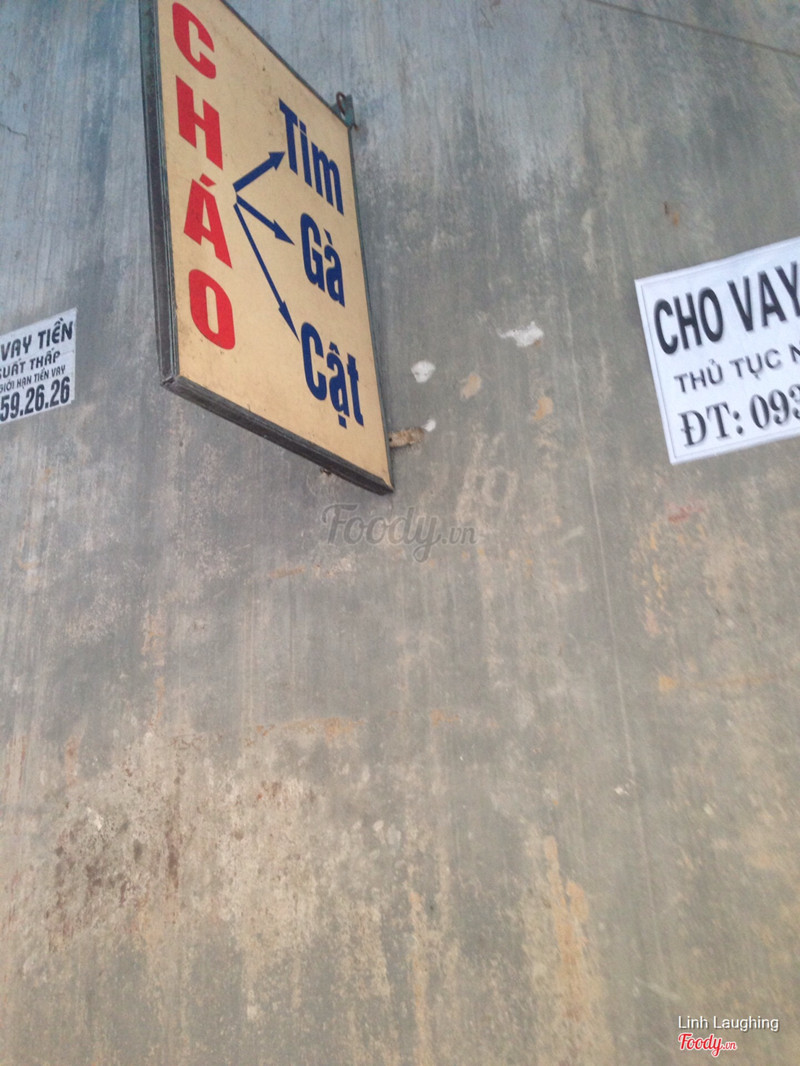 CHÁO
Tim
Gà
Cật
VAY TIỀN
SUẤT THẤP
GIỚI HẠN TIỀN VAY
59.26.26
CHO VAY
THỦ TỤC N
ĐT: 093
Foody.vn
Linh Laughing
Foody.vn